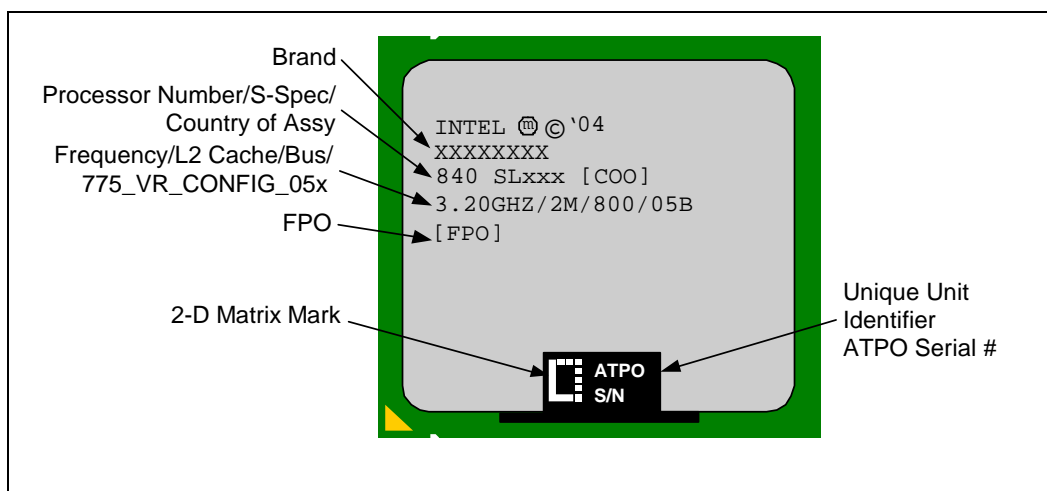 Brand
Processor Number/S-Spec/
Country of Assy
Frequency/L2 Cache/Bus/
775_VR_CONFIG_05x
FPO
2-D Matrix Mark
INTEL ⓜ © ‘04
XXXXXXXX
840 SLxxx [COO]
3.20GHZ/2M/800/05B
[FPO]
ATPO
S/N
Unique Unit
Identifier
ATPO Serial #